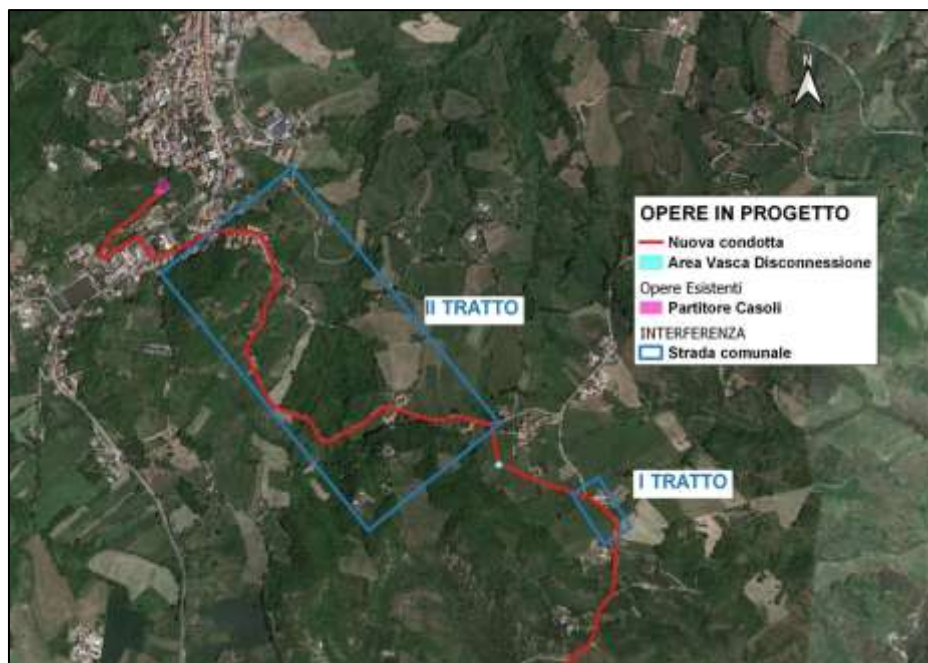 N
OPERE IN PROGETTO
Nuova condotta
Area Vasca Disconnessione
Opere Esistenti
Partitore Casoli
INTERFERENZA
Strada comunale
II TRATTO
I TRATTO